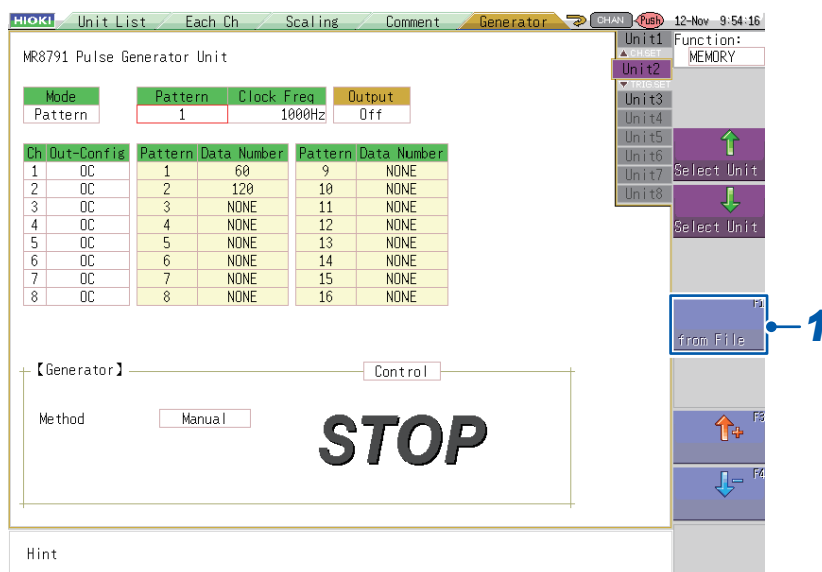 HIOKI Unit List Each Ch Scaling Comment Generator CHAN Push 12-Nov 9:54:16
Unit1 Function:
▲CH.SET MEMORY
MR8791 Pulse Generator Unit
Unit2
▼TRIG.SET
Mode Pattern Clock Freq Output Unit3
Pattern 1 1000Hz Off Unit4
Unit5
Unit6
Unit7
Unit8
Select Unit
Select Unit
Ch Out-Config Pattern Data Number Pattern Data Number
1 OC 1 60 9 NONE
2 OC 2 120 10 NONE
3 OC 3 NONE 11 NONE
4 OC 4 NONE 12 NONE
5 OC 5 NONE 13 NONE
6 OC 6 NONE 14 NONE
7 OC 7 NONE 15 NONE
8 OC 8 NONE 16 NONE
F1
from File
1
【Generator】 Control
Method Manual
STOP
F3
F4
Hint